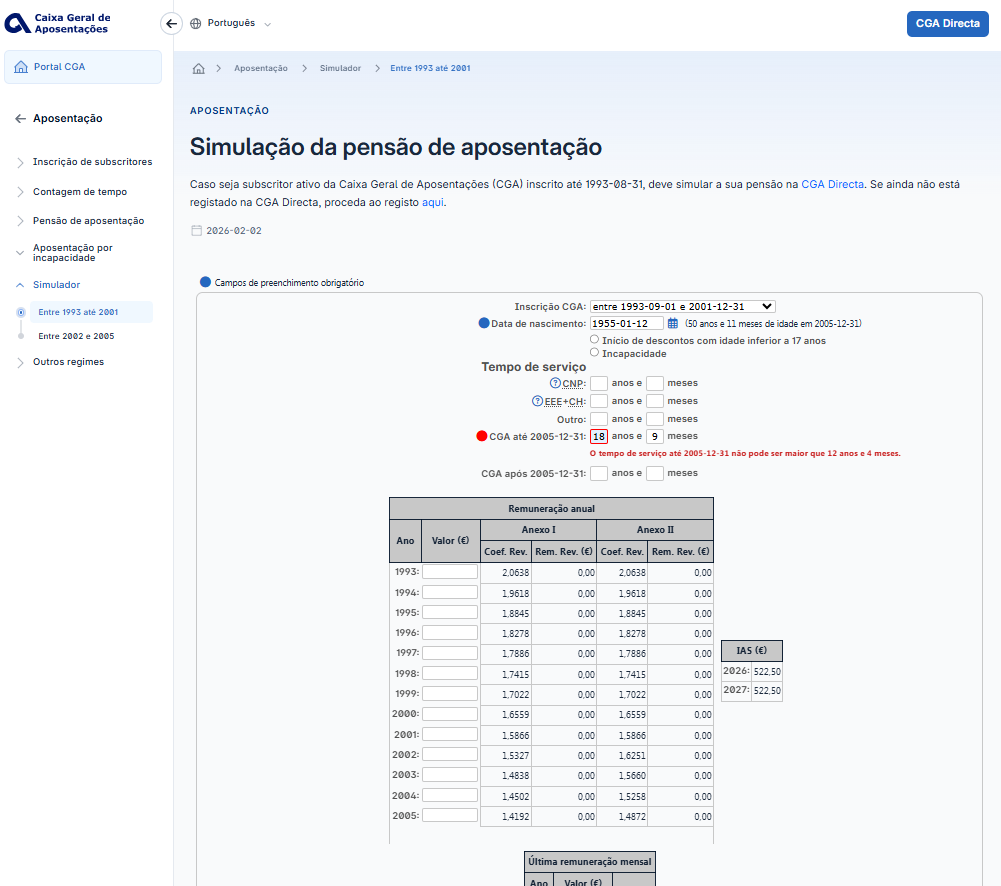 Caixa Geral de
Aposentações
Português
CGA Directa
Portal CGA
Aposentação
Inscrição de subscritores
Contagem de tempo
Pensão de aposentação
Aposentação por
incapacidade
Simulador
Entre 1993 até 2001
Entre 2002 e 2005
Outros regimes
Aposentação
Simulador
Entre 1993 até 2001
APOSENTAÇÃO
Simulação da pensão de aposentação
Caso seja subscritor ativo da Caixa Geral de Aposentações (CGA) inscrito até 1993-08-31, deve simular a sua pensão na CGA Directa. Se ainda não está
registado na CGA Directa, proceda ao registo aqui.
2026-02-02
Campos de preenchimento obrigatório
Inscrição CGA: entre 1993-09-01 e 2001-12-31
Data de nascimento: 1955-01-12 (50 anos e 11 meses de idade em 2005-12-31)
Início de descontos com idade inferior a 17 anos
Incapacidade
Tempo de serviço
? CNP: anos e meses
? EEE+CH: anos e meses
Outro: anos e meses
CGA até 2005-12-31: 18 anos e 9 meses
O tempo de serviço até 2005-12-31 não pode ser maior que 12 anos e 4 meses.
CGA após 2005-12-31: anos e meses
Remuneração anual
Ano Valor (€) Anexo I Anexo II
Coef. Rev. Rem. Rev. (€) Coef. Rev. Rem. Rev. (€)
1993: 2,0638 0,00 2,0638 0,00
1994: 1,9618 0,00 1,9618 0,00
1995: 1,8845 0,00 1,8845 0,00
1996: 1,8278 0,00 1,8278 0,00
1997: 1,7886 0,00 1,7886 0,00
1998: 1,7415 0,00 1,7415 0,00
1999: 1,7022 0,00 1,7022 0,00
2000: 1,6559 0,00 1,6559 0,00
2001: 1,5866 0,00 1,5866 0,00
2002: 1,5327 0,00 1,6251 0,00
2003: 1,4838 0,00 1,5660 0,00
2004: 1,4502 0,00 1,5258 0,00
2005: 1,4192 0,00 1,4872 0,00
IAS (€)
2026: 522,50
2027: 522,50
Última remuneração mensal
Ano Valor (€)